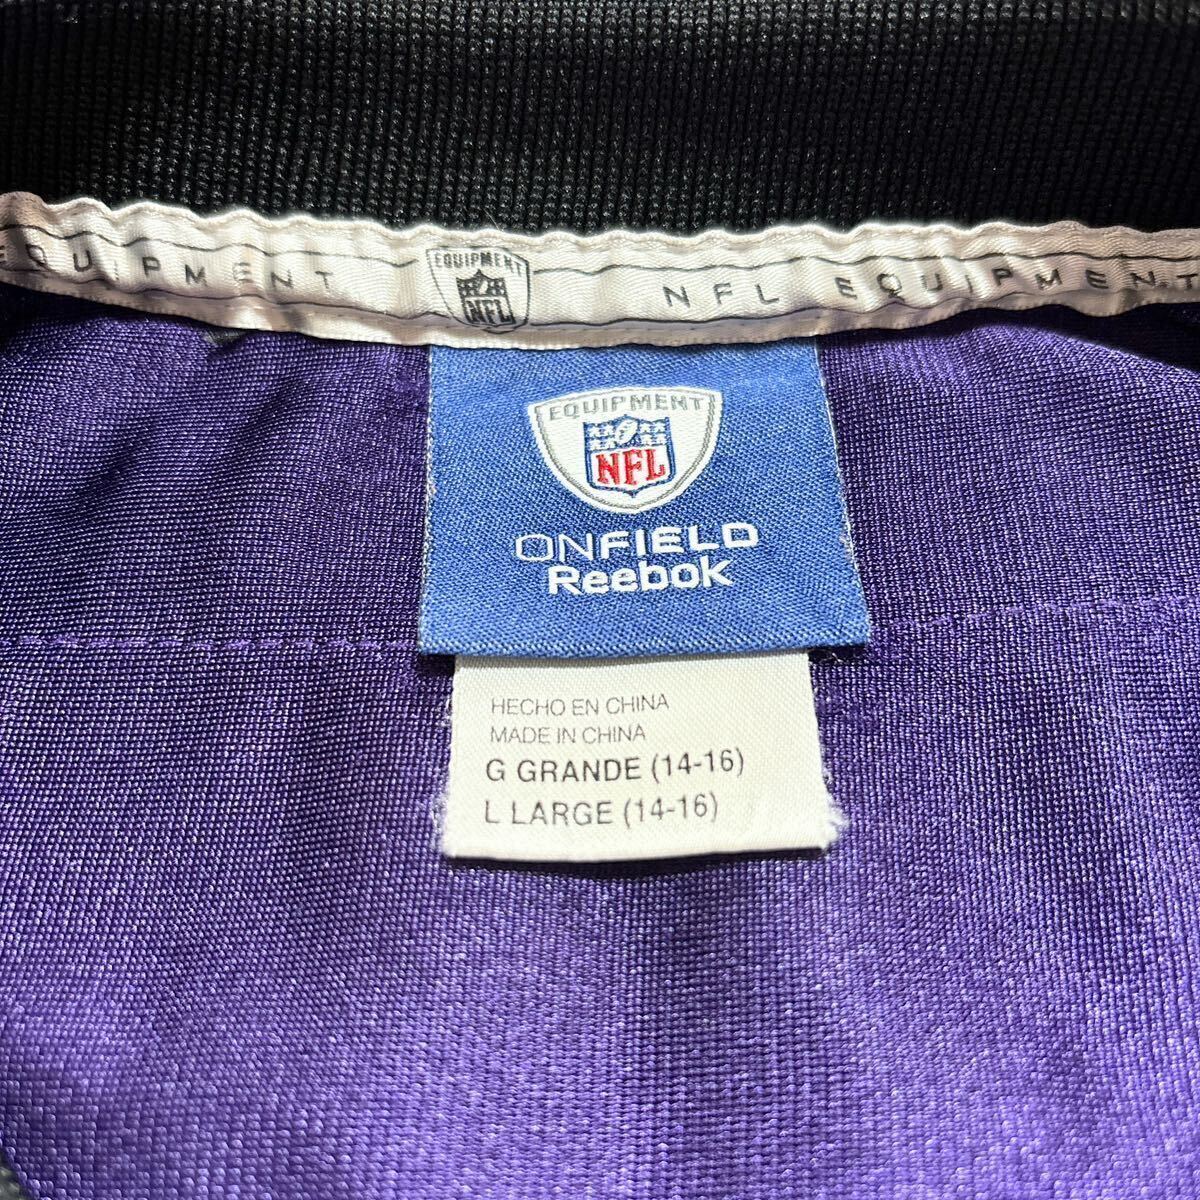 EQUIPMENT EQUIPMENT NFL NFL EQUIPMENT
EQUIPMENT
NFL
ONFIELD
Reebok
HECHO EN CHINA
MADE IN CHINA
G GRANDE (14-16)
L LARGE (14-16)